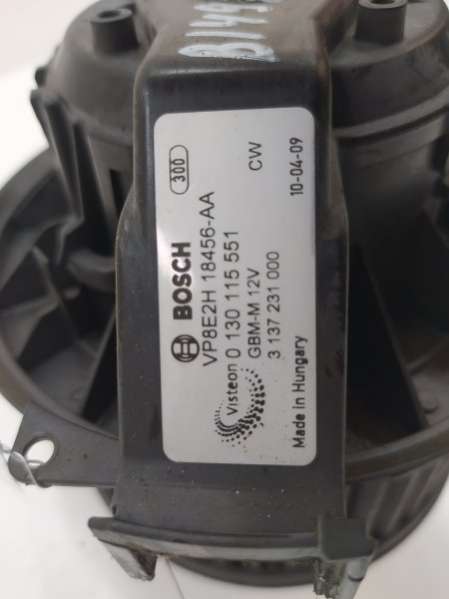 300
CW
10-04-09
BOSCH
VP8E2H 18456-AA
Visteon 0 130 115 551
GBM-M 12V
3 137 231 000
Made in Hungary